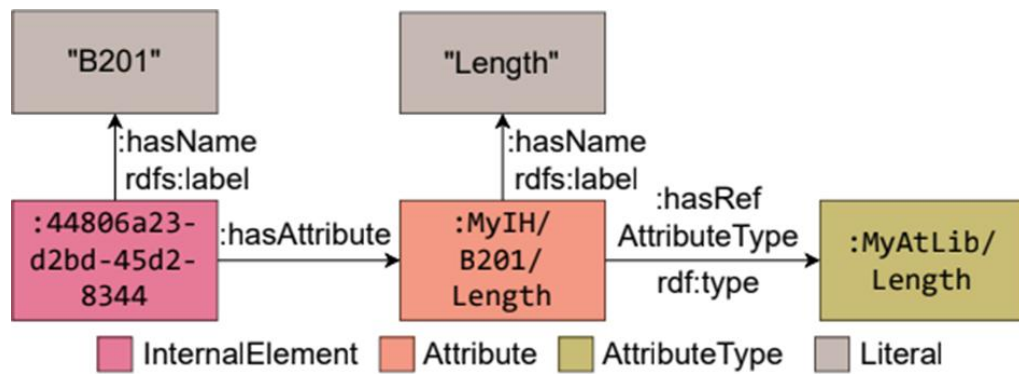 "B201"
"Length"
:hasName
rdfs:label
:hasName
rdfs:label
:44806a23-
d2bd-45d2-
8344
:hasAttribute
:MyIH/
B201/
Length
:hasRef
AttributeType
rdf:type
:MyAtLib/
Length
InternalElement
Attribute
AttributeType
Literal